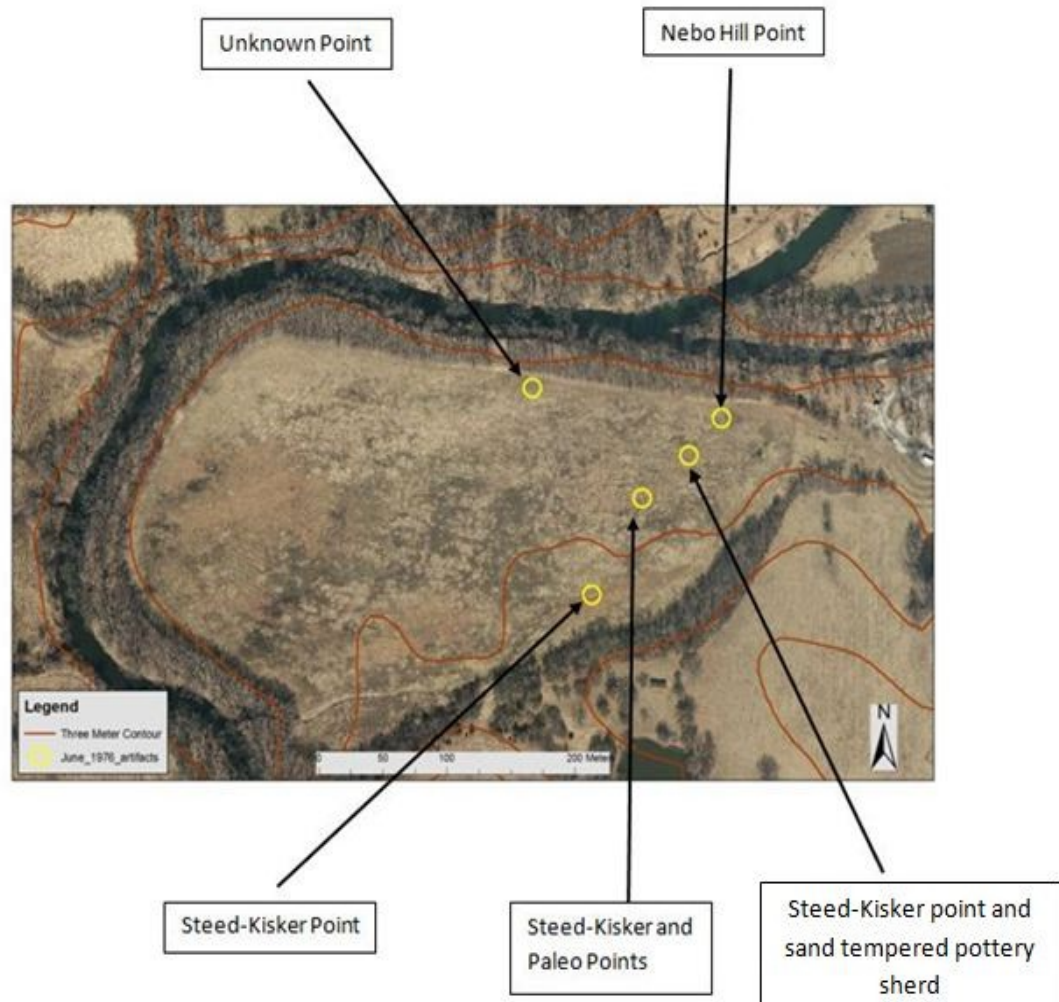 Unknown Point
Nebo Hill Point
N
Legend
Three Meter Contour
June_1976_artifacts
0 50 100 200 Meters
Steed-Kisker Point
Steed-Kisker and
Paleo Points
Steed-Kisker point and
sand tempered pottery
sherd